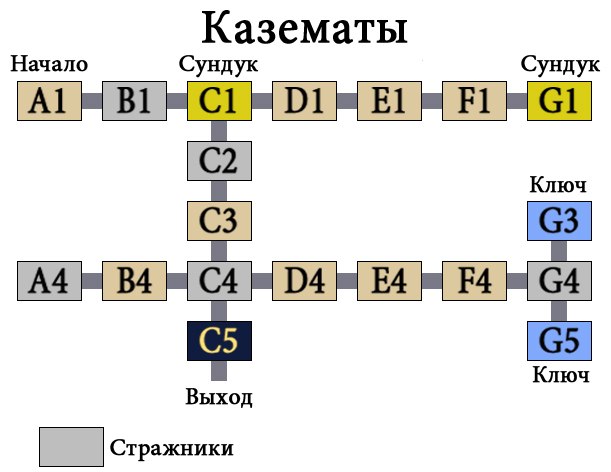 Казематы
Начало Сундук Сундук
A1 B1 C1 D1 E1 F1 G1
C2
Ключ
C3 G3
A4 B4 C4 D4 E4 F4 G4
C5 G5
Ключ
Выход
Стражники